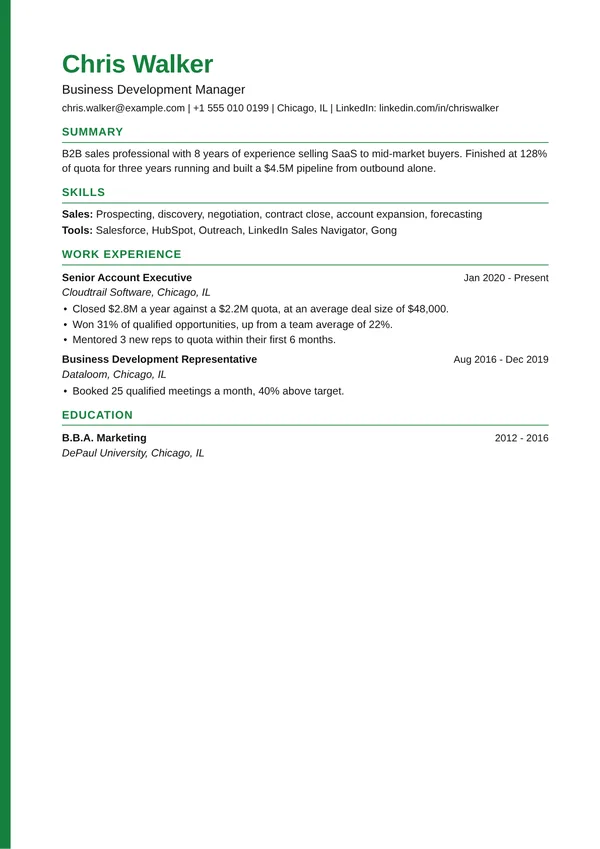 Chris Walker
Business Development Manager
chris.walker@example.com | +1 555 010 0199 | Chicago, IL | LinkedIn: linkedin.com/in/chriswalker
SUMMARY
B2B sales professional with 8 years of experience selling SaaS to mid-market buyers. Finished at 128%
of quota for three years running and built a $4.5M pipeline from outbound alone.
SKILLS
Sales: Prospecting, discovery, negotiation, contract close, account expansion, forecasting
Tools: Salesforce, HubSpot, Outreach, LinkedIn Sales Navigator, Gong
WORK EXPERIENCE
Senior Account Executive Jan 2020 - Present
Cloudtrail Software, Chicago, IL
• Closed $2.8M a year against a $2.2M quota, at an average deal size of $48,000.
• Won 31% of qualified opportunities, up from a team average of 22%.
• Mentored 3 new reps to quota within their first 6 months.
Business Development Representative Aug 2016 - Dec 2019
Dataloom, Chicago, IL
• Booked 25 qualified meetings a month, 40% above target.
EDUCATION
B.B.A. Marketing 2012 - 2016
DePaul University, Chicago, IL